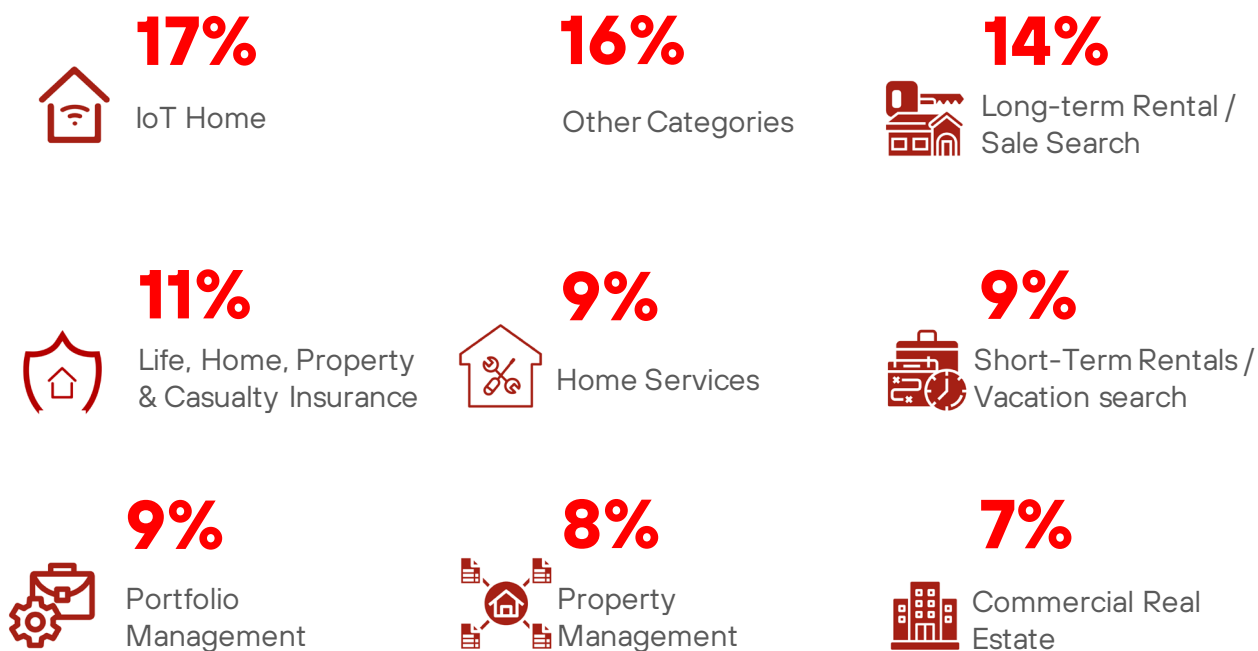 17%
IoT Home
16%
Other Categories
14%
Long-term Rental /
Sale Search
11%
Life, Home, Property
& Casualty Insurance
9%
Home Services
9%
Short-Term Rentals /
Vacation search
9%
Portfolio
Management
8%
Property
Management
7%
Commercial Real
Estate